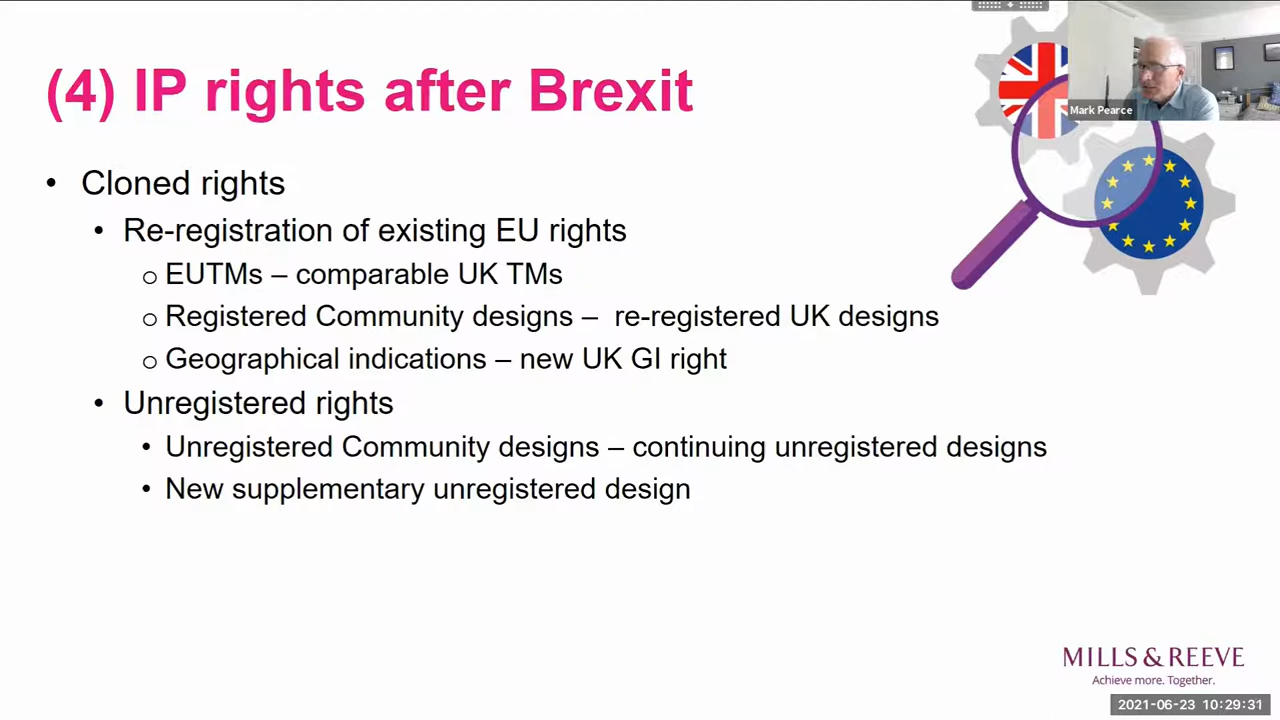 (4) IP rights after Brexit
Mark Pearce
• Cloned rights
• Re-registration of existing EU rights
o EUTMs – comparable UK TMs
o Registered Community designs – re-registered UK designs
o Geographical indications – new UK GI right
• Unregistered rights
• Unregistered Community designs – continuing unregistered designs
• New supplementary unregistered design
MILLS & REEVE
Achieve more. Together.
2021-06-23 10:29:31